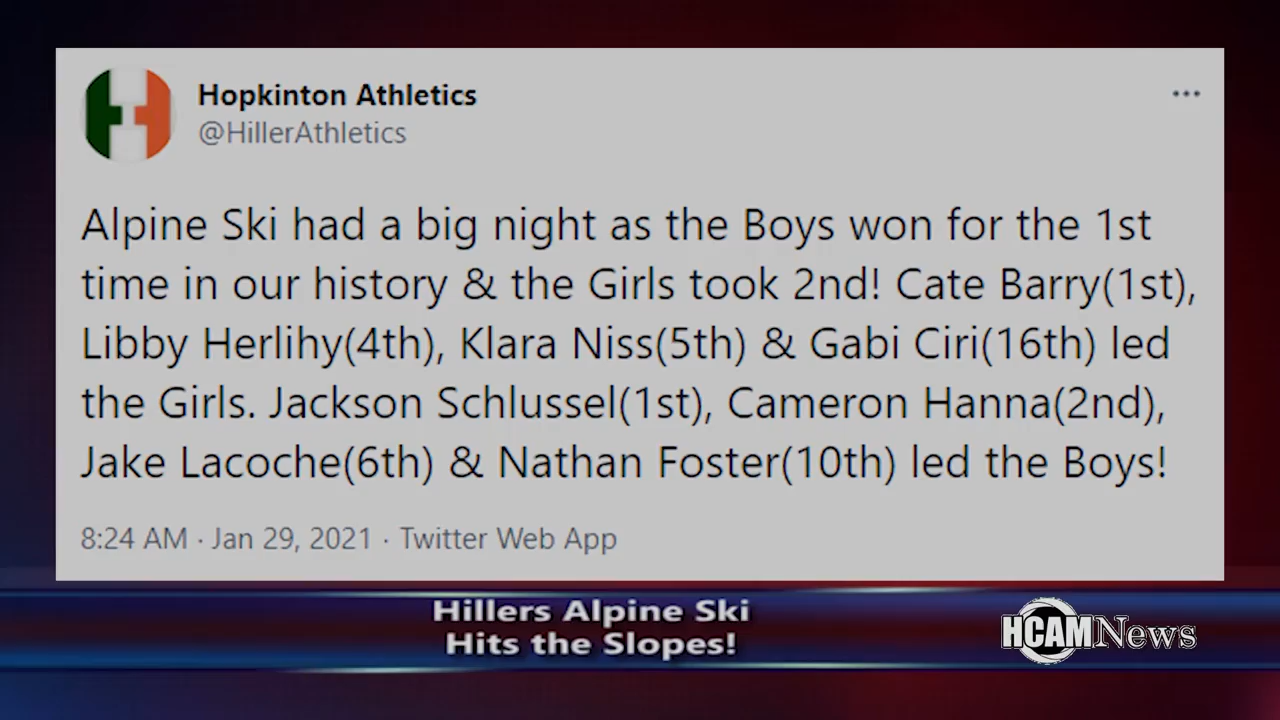 Hopkinton Athletics
@HillerAthletics
Alpine Ski had a big night as the Boys won for the 1st
time in our history & the Girls took 2nd! Cate Barry(1st),
Libby Herlihy(4th), Klara Niss(5th) & Gabi Ciri(16th) led
the Girls. Jackson Schlussel(1st), Cameron Hanna(2nd),
Jake Lacoche(6th) & Nathan Foster(10th) led the Boys!
8:24 AM · Jan 29, 2021 · Twitter Web App
Hillers Alpine Ski
Hits the Slopes!
HCAM News